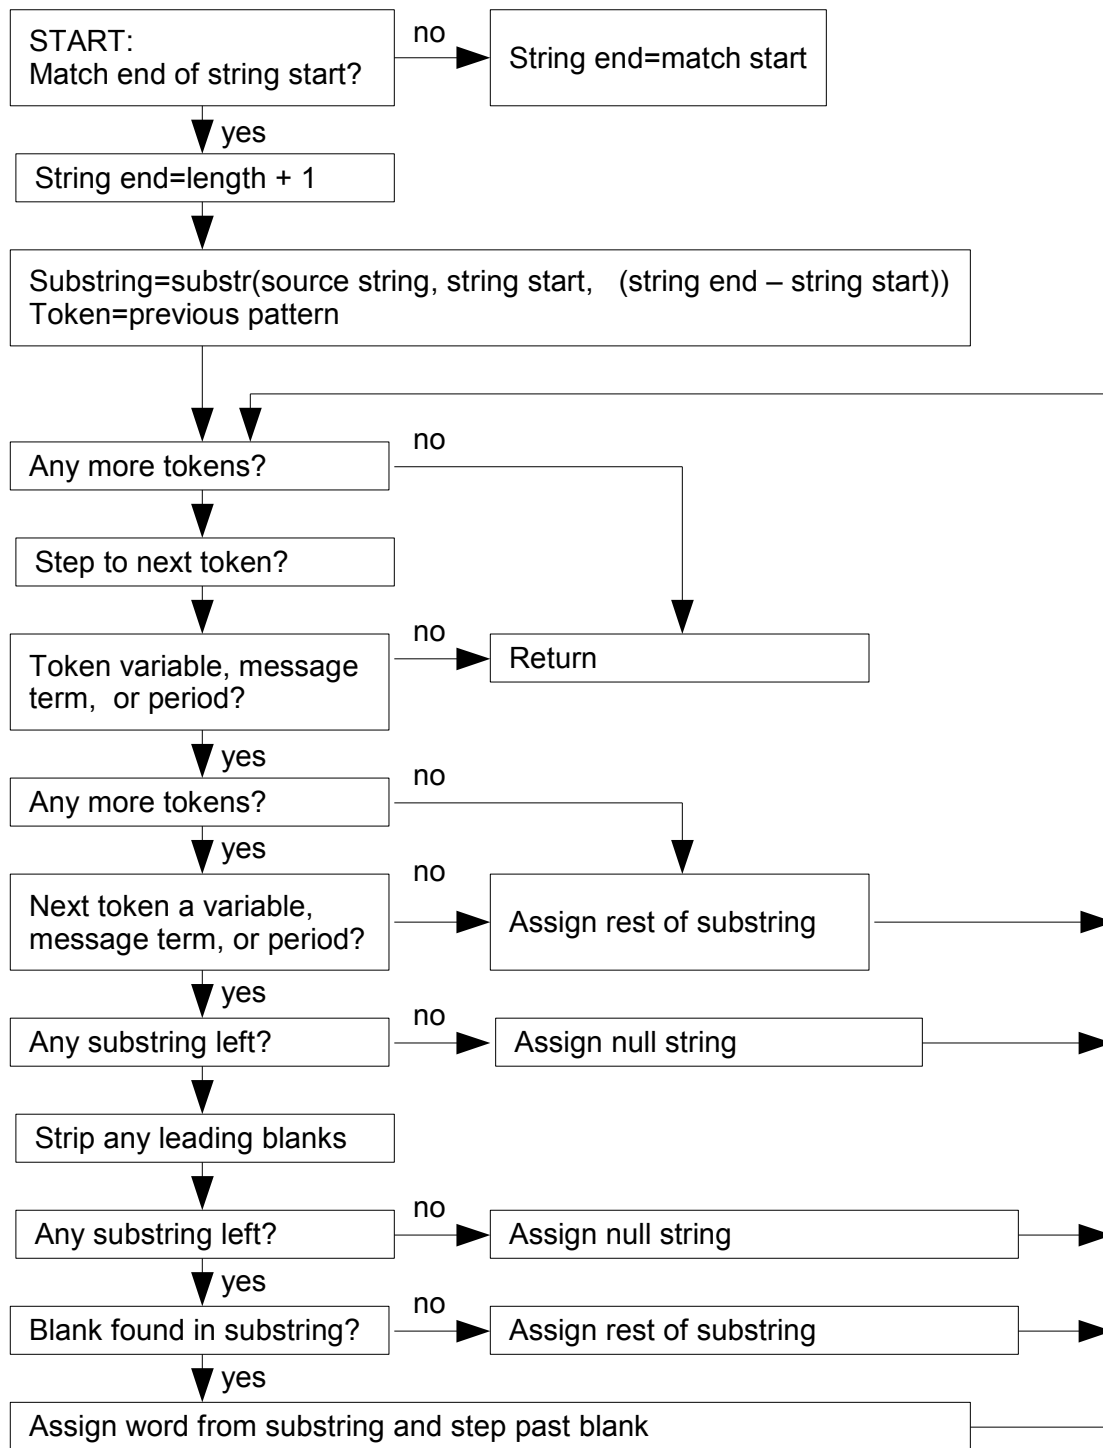 START:
Match end of string start?
no
String end=match start
yes
String end=length + 1
Substring=substr(source string, string start, (string end – string start))
Token=previous pattern
Any more tokens?
no
Step to next token?
Token variable, message
term, or period?
no
Return
yes
Any more tokens?
no
yes
Next token a variable,
message term, or period?
no
Assign rest of substring
yes
Any substring left?
no
Assign null string
Strip any leading blanks
Any substring left?
no
Assign null string
yes
Blank found in substring?
no
Assign rest of substring
yes
Assign word from substring and step past blank